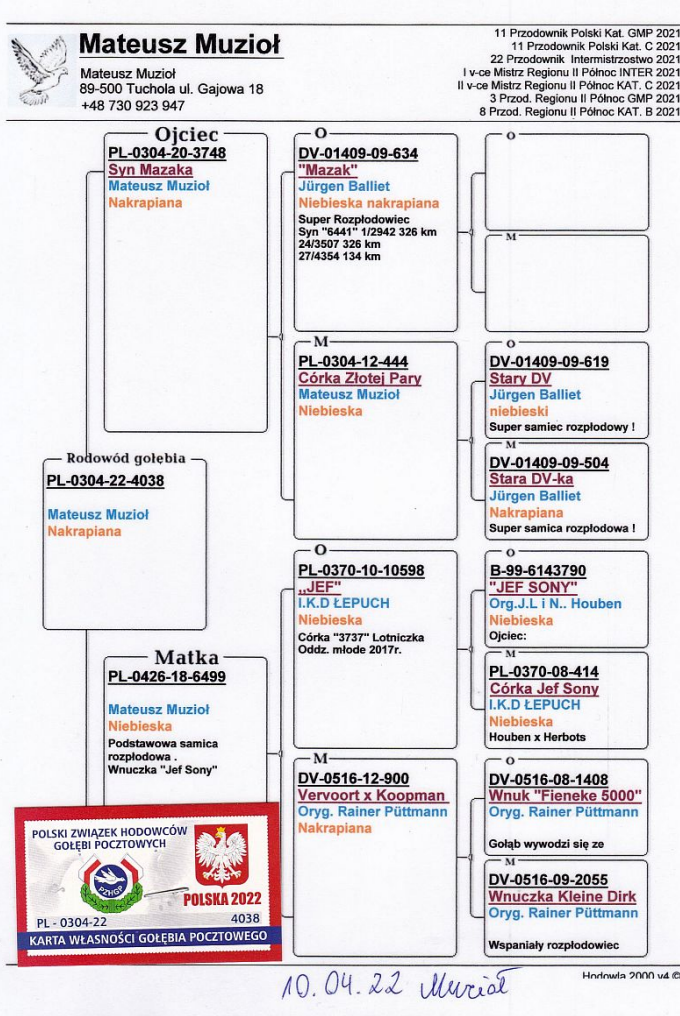 Mateusz Muzioł
Mateusz Muzioł
89-500 Tuchola ul. Gajowa 18
+48 730 923 947
11 Przodownik Polski Kat. GMP 2021
11 Przodownik Polski Kat. C 2021
22 Przodownik Intermistrzostwo 2021
I v-ce Mistrz Regionu II Północ INTER 2021
II v-ce Mistrz Regionu II Północ KAT. C 2021
3 Przod. Regionu II Północ GMP 2021
8 Przod. Regionu II Północ KAT. B 2021
Ojciec
PL-0304-20-3748
Syn Mazaka
Mateusz Muzioł
Nakrapiana
O
DV-01409-09-634
"Mazak"
Jürgen Balliet
Niebieska nakrapiana
Super Rozpłodowiec
Syn "6441" 1/2942 326 km
24/3507 326 km
27/4354 134 km
O
M
M
PL-0304-12-444
Córka Złotej Pary
Mateusz Muzioł
Niebieska
O
DV-01409-09-619
Stary DV
Jürgen Balliet
niebieski
Super samiec rozpłodowy !
M
DV-01409-09-504
Stara DV-ka
Jürgen Balliet
Nakrapiana
Super samica rozpłodowa !
Rodowód gołębia
PL-0304-22-4038
Mateusz Muzioł
Nakrapiana
Matka
PL-0426-18-6499
Mateusz Muzioł
Niebieska
Podstawowa samica
rozpłodowa .
Wnuczka "Jef Sony"
O
PL-0370-10-10598
,,JEF"
I.K.D ŁEPUCH
Niebieska
Córka "3737" Lotniczka
Oddz. młode 2017r.
O
B-99-6143790
"JEF SONY"
Org.J.L i N.. Houben
Niebieska
Ojciec:
M
PL-0370-08-414
Córka Jef Sony
I.K.D ŁEPUCH
Niebieska
Houben x Herbots
M
DV-0516-12-900
Vervoort x Koopman
Oryg. Rainer Püttmann
Nakrapiana
O
DV-0516-08-1408
Wnuk "Fieneke 5000"
Oryg. Rainer Püttmann
Gołąb wywodzi się ze
M
DV-0516-09-2055
Wnuczka Kleine Dirk
Oryg. Rainer Püttmann
Wspaniały rozpłodowiec
POLSKI ZWIĄZEK HODOWCÓW
GOŁĘBI POCZTOWYCH
PZHGP
POLSKA 2022
PL - 0304-22
4038
KARTA WŁASNOŚCI GOŁĘBIA POCZTOWEGO
10.04.22 Muzioł
Hodowla 2000 v4 ©